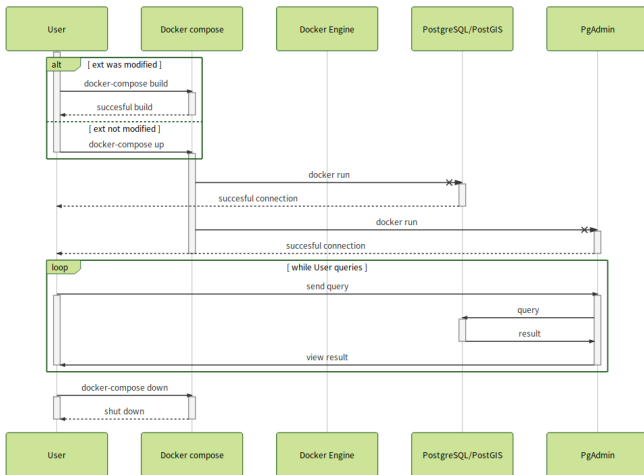 User
Docker compose
Docker Engine
PostgreSQL/PostGIS
PgAdmin
alt
[ ext was modified ]
docker-compose build
succesful build
[ ext not modified ]
docker-compose up
docker run
succesful connection
docker run
succesful connection
loop
[ while User queries ]
send query
query
result
view result
docker-compose down
shut down
User
Docker compose
Docker Engine
PostgreSQL/PostGIS
PgAdmin